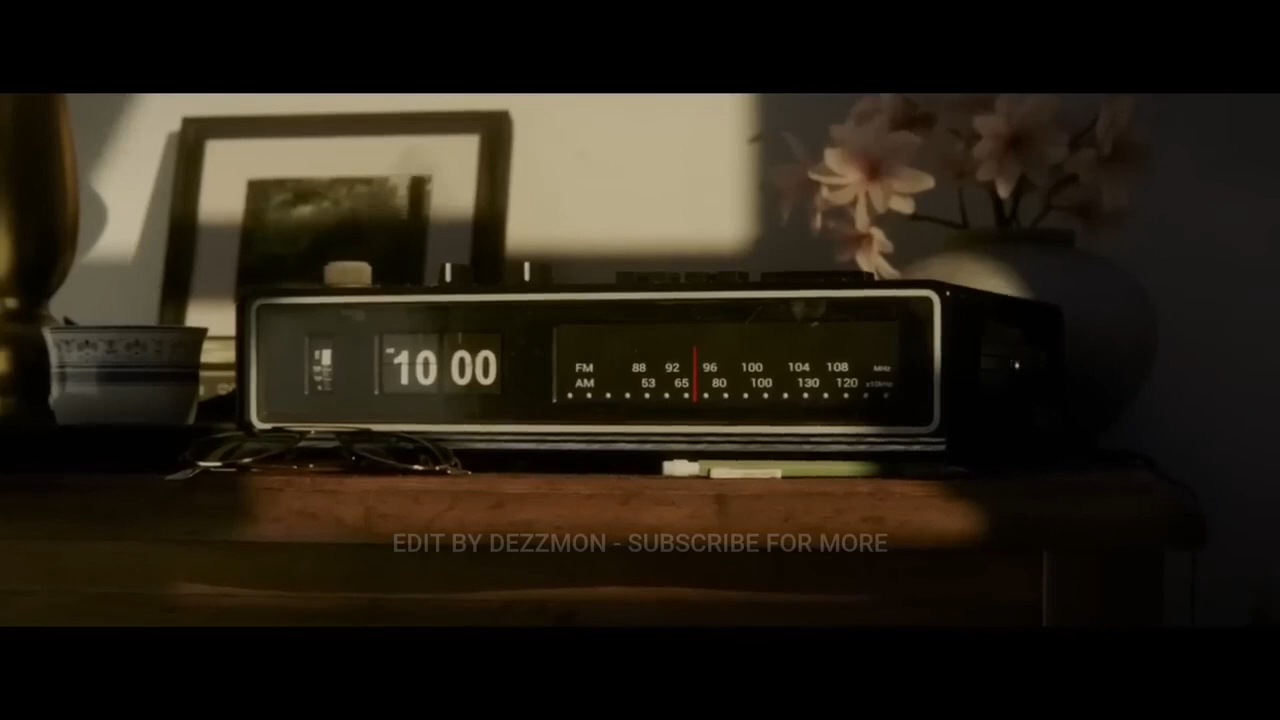 10 00
FM 88 92 96 100 104 108 MHz
AM 53 65 80 100 130 120 x10kHz
EDIT BY DEZZMON - SUBSCRIBE FOR MORE